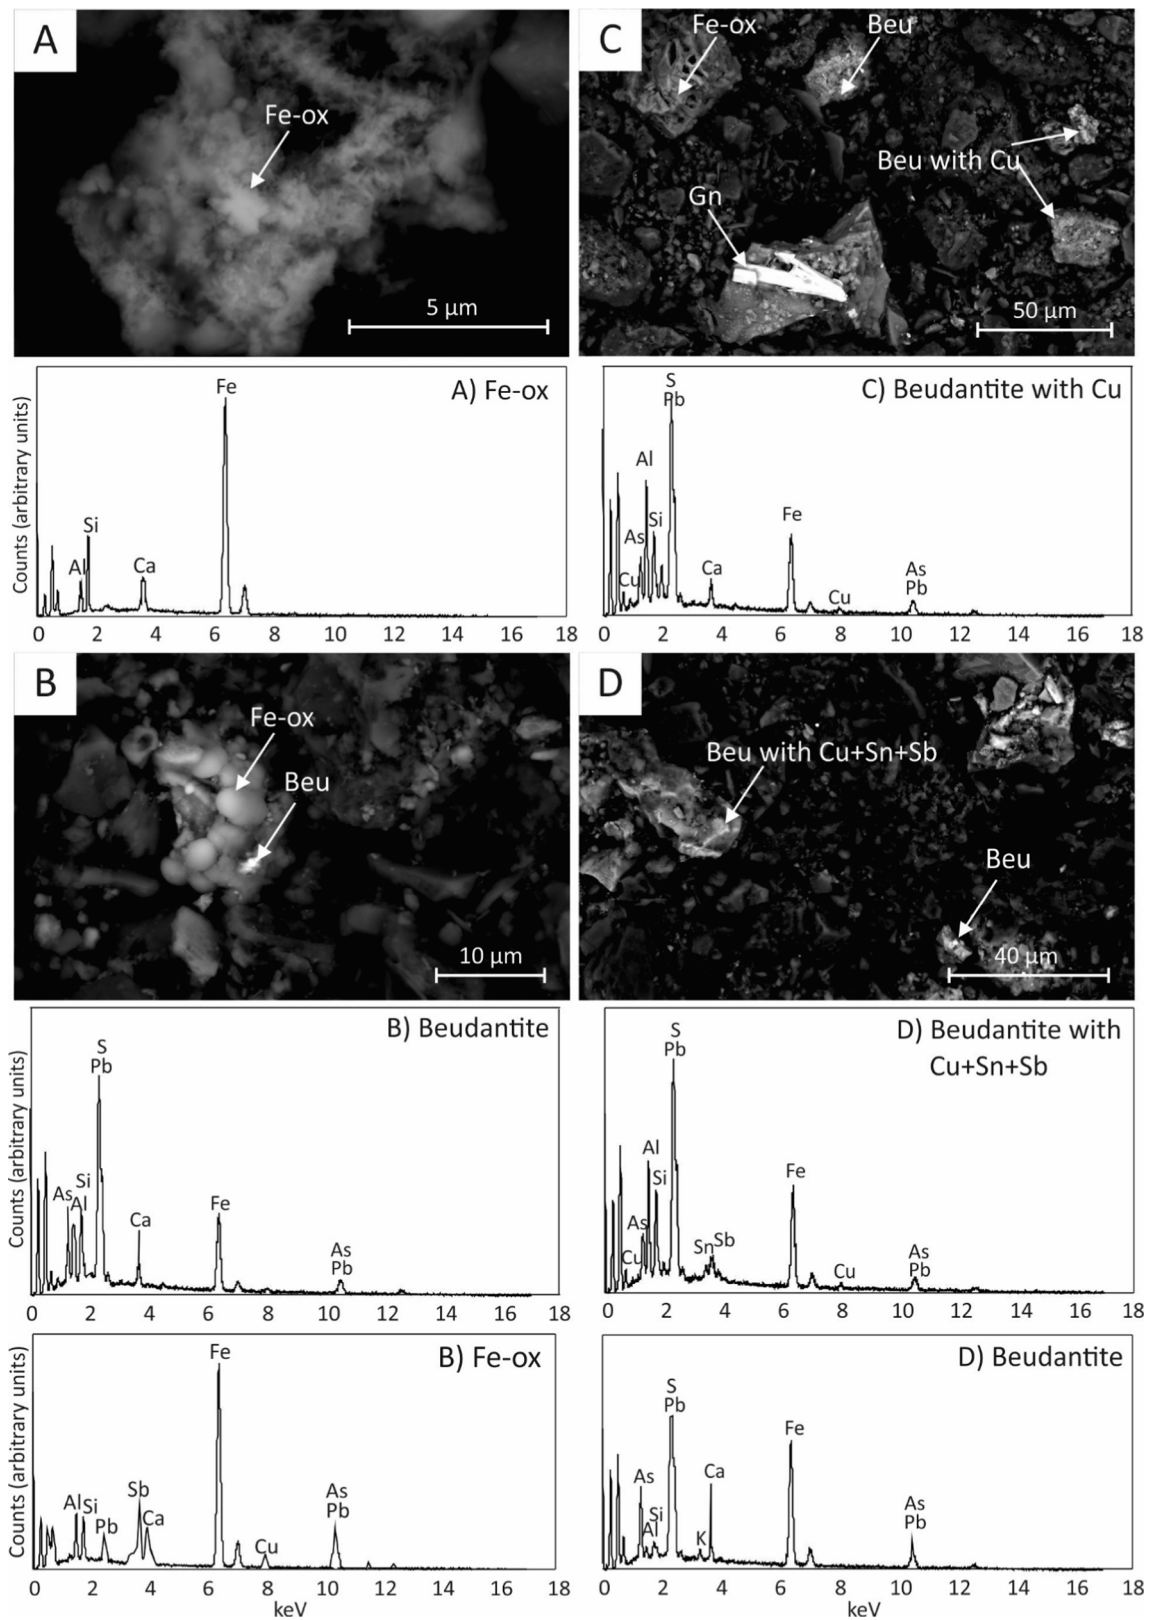 A
Fe-ox
5 µm
C
Fe-ox
Beu
Beu with Cu
Gn
50 µm
A) Fe-ox
Counts (arbitrary units)
Fe
Si
Al
Ca
0 2 4 6 8 10 12 14 16 18
C) Beudantite with Cu
S
Pb
Al
As
Si
Cu
Ca
Fe
Cu
As
Pb
0 2 4 6 8 10 12 14 16 18
B
Fe-ox
Beu
10 µm
D
Beu with Cu+Sn+Sb
Beu
40 µm
B) Beudantite
Counts (arbitrary units)
S
Pb
As
Al
Si
Ca
Fe
As
Pb
0 2 4 6 8 10 12 14 16 18
D) Beudantite with
Cu+Sn+Sb
S
Pb
Al
Si
As
Cu
Sn
Sb
Fe
Cu
As
Pb
0 2 4 6 8 10 12 14 16 18
B) Fe-ox
Counts (arbitrary units)
Fe
Al
Si
Pb
Sb
Ca
Cu
As
Pb
0 2 4 6 8 10 12 14 16 18
keV
D) Beudantite
S
Pb
As
Al
Si
K
Ca
Fe
As
Pb
0 2 4 6 8 10 12 14 16 18
keV